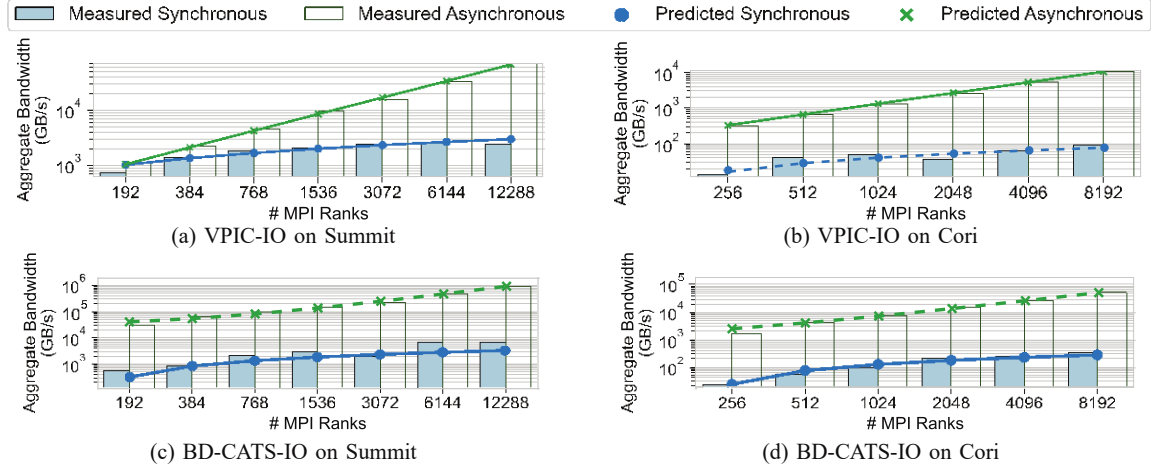 Measured Synchronous Measured Asynchronous Predicted Synchronous Predicted Asynchronous
Aggregate Bandwidth
(GB/s)
10^4
10^3
192 384 768 1536 3072 6144 12288
# MPI Ranks
(a) VPIC-IO on Summit
Aggregate Bandwidth
(GB/s)
10^4
10^3
10^2
256 512 1024 2048 4096 8192
# MPI Ranks
(b) VPIC-IO on Cori
Aggregate Bandwidth
(GB/s)
10^6
10^5
10^4
10^3
192 384 768 1536 3072 6144 12288
# MPI Ranks
(c) BD-CATS-IO on Summit
Aggregate Bandwidth
(GB/s)
10^5
10^4
10^3
10^2
256 512 1024 2048 4096 8192
# MPI Ranks
(d) BD-CATS-IO on Cori